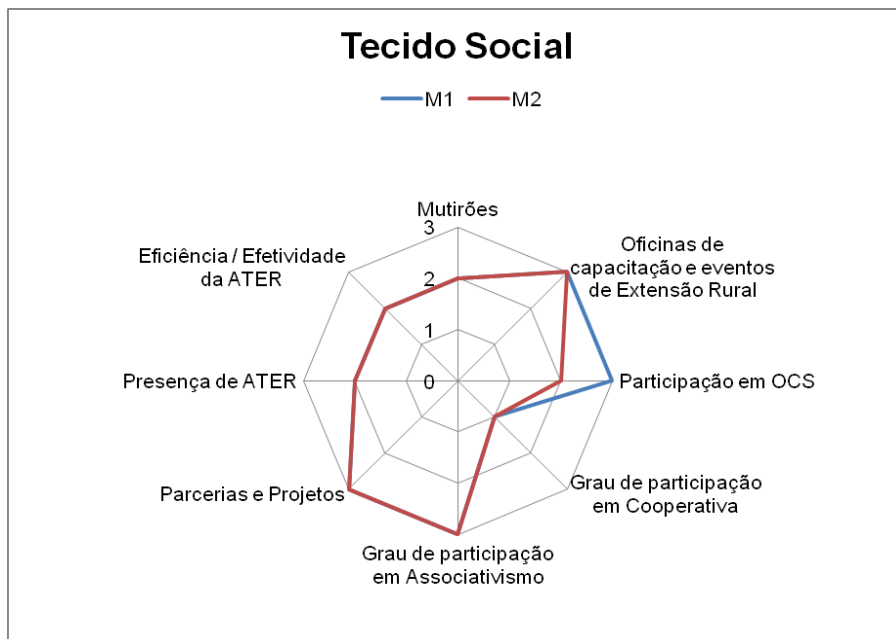 Tecido Social
M1 M2
Mutirões
Oficinas de
capacitação e eventos
de Extensão Rural
Participação em OCS
Grau de participação
em Cooperativa
Grau de participação
em Associativismo
Parcerias e Projetos
Presença de ATER
Eficiência / Efetividade
da ATER
3
2
1
0